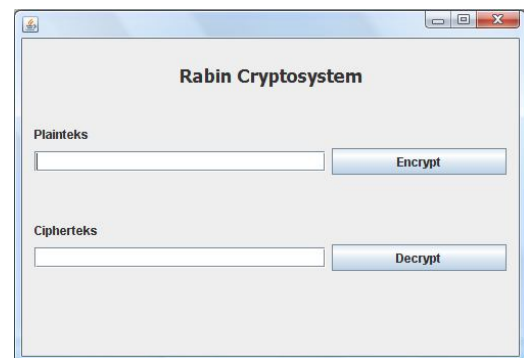 Rabin Cryptosystem
Plainteks
Encrypt
Cipherteks
Decrypt